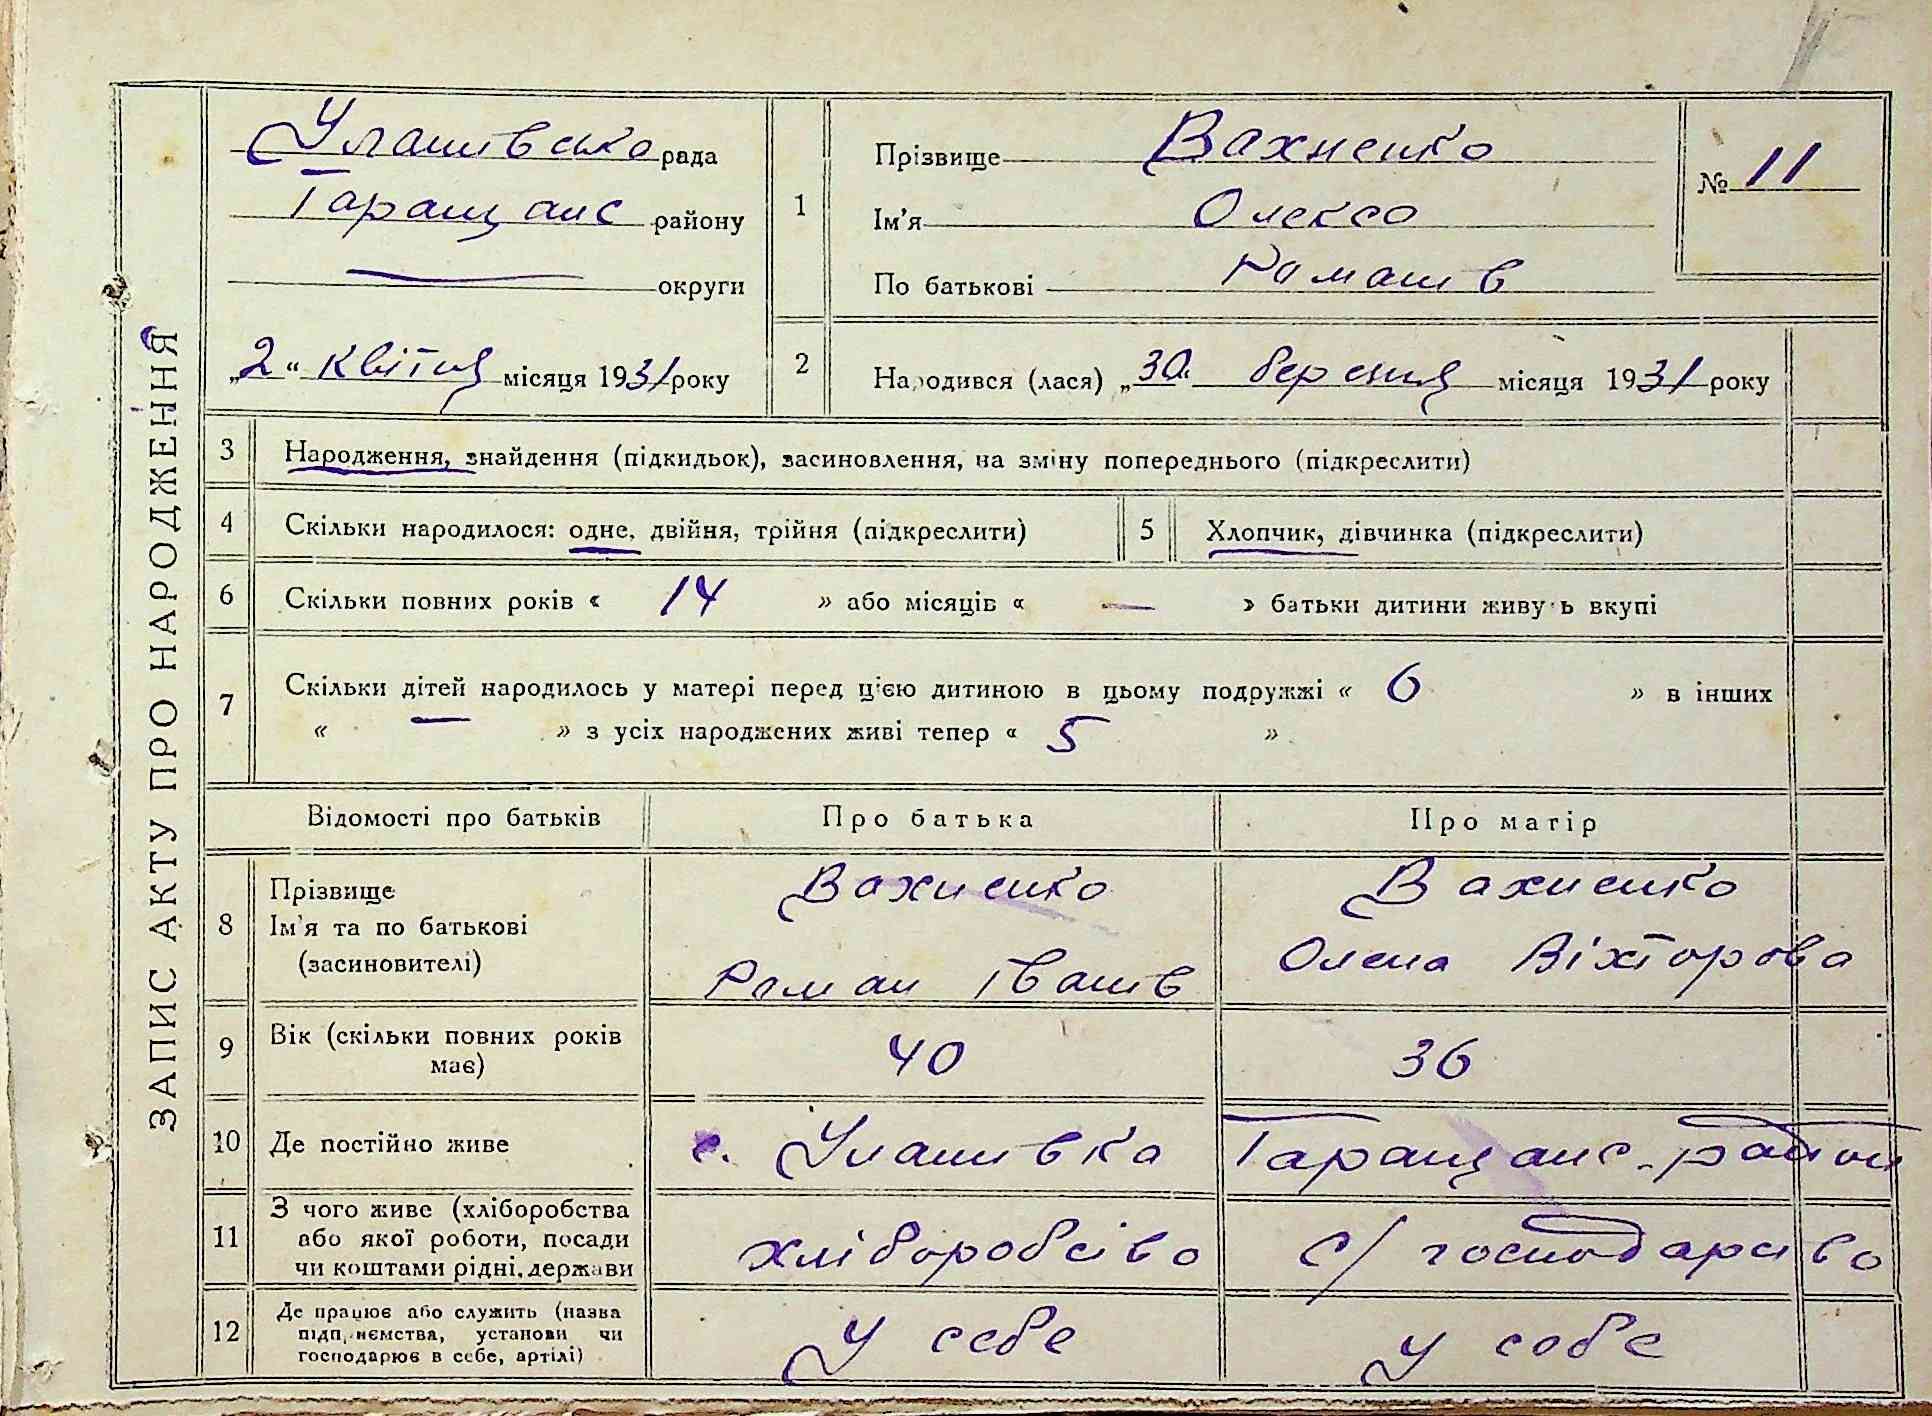 ЗАПИС АКТУ ПРО НАРОДЖЕННЯ
Улашівська рада
Таращанс району
округи
„2“ квітня місяця 1931 року
1
Прізвище Вахненко
Ім'я Олексо
По батькові Романів
№ 11
2
Народився (лася) „30“ березня місяця 1931 року
3 Народження, знайдення (підкидьок), засиновлення, на зміну попереднього (підкреслити)
4 Скільки народилося: одне, двійня, трійня (підкреслити)
5 Хлопчик, дівчинка (підкреслити)
6 Скільки повних років « 14 » або місяців « — » батьки дитини живуть вкупі
7 Скільки дітей народилось у матері перед цією дитиною в цьому подружжі « 6 » в інших
« — » з усіх народжених живі тепер « 5 »
Відомості про батьків Про батька Про матір
8 Прізвище Вахненко Вахненко
Ім'я та по батькові
(засиновителі) Роман Іванів Олена Вікторова
9 Вік (скільки повних років
має) 40 36
10 Де постійно живе с. Улашівка Таращанс. район
11 З чого живе (хліборобства
або якої роботи, посади
чи коштами рідні, держави хліборобство с/господарство
12 Де працює або служить (назва
підприємства, установи чи
господарює в себе, артілі) У себе у себе